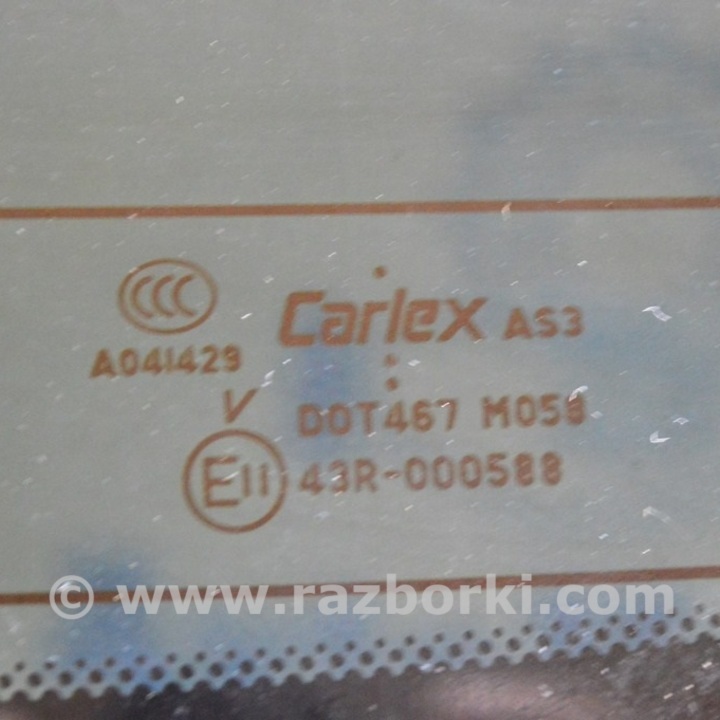 CCC
Carlex AS3
A041429
V DOT467 M058
E11 43R-000588
© www.razborki.com